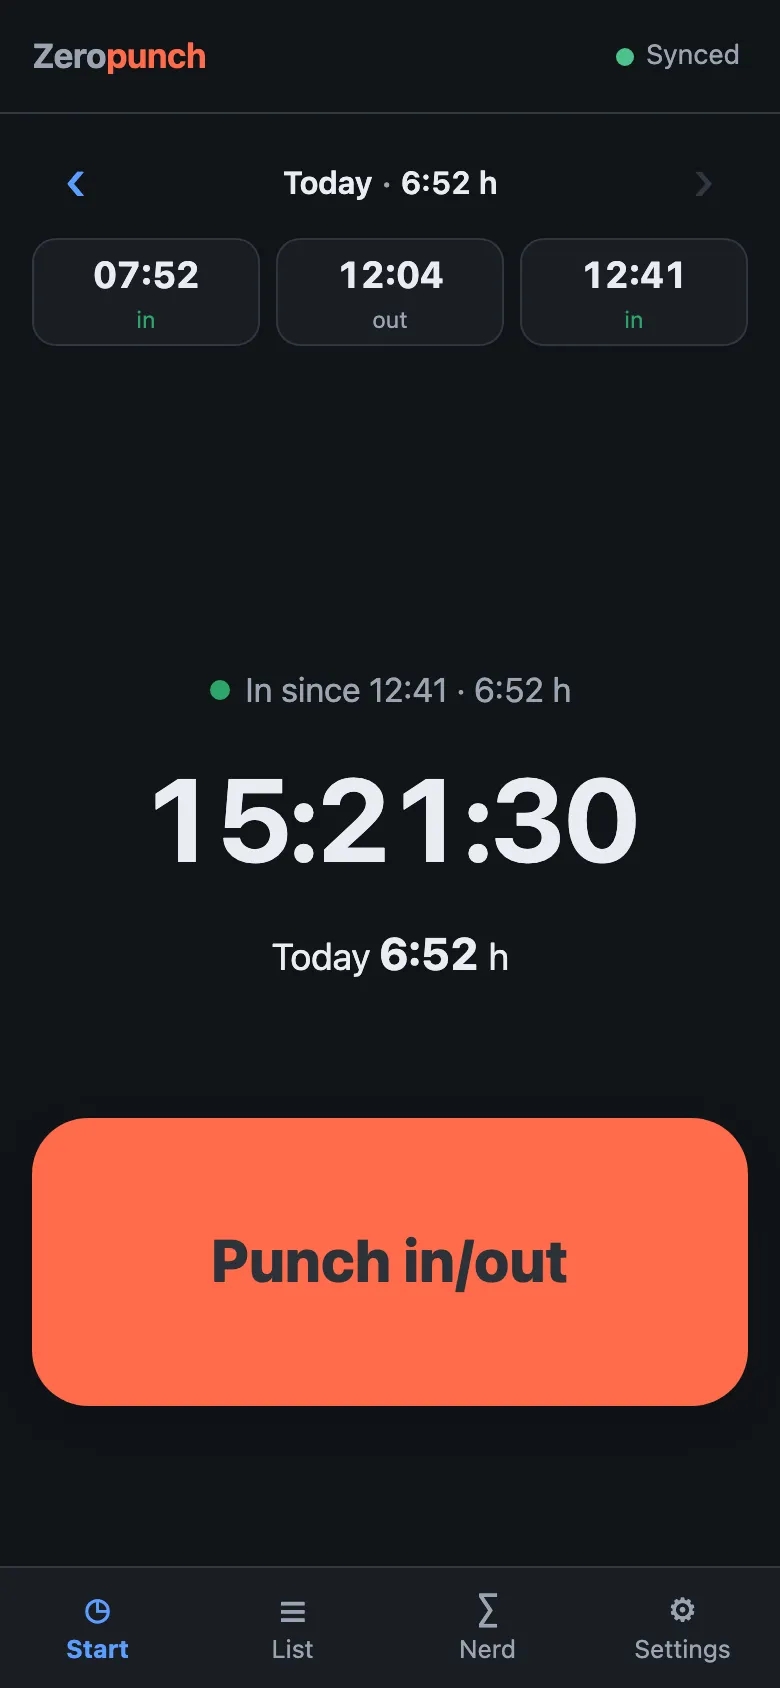 Zeropunch
Synced
‹ Today · 6:52 h ›
07:52
in
12:04
out
12:41
in
In since 12:41 · 6:52 h
15:21:30
Today 6:52 h
Punch in/out
Start
List
Nerd
Settings